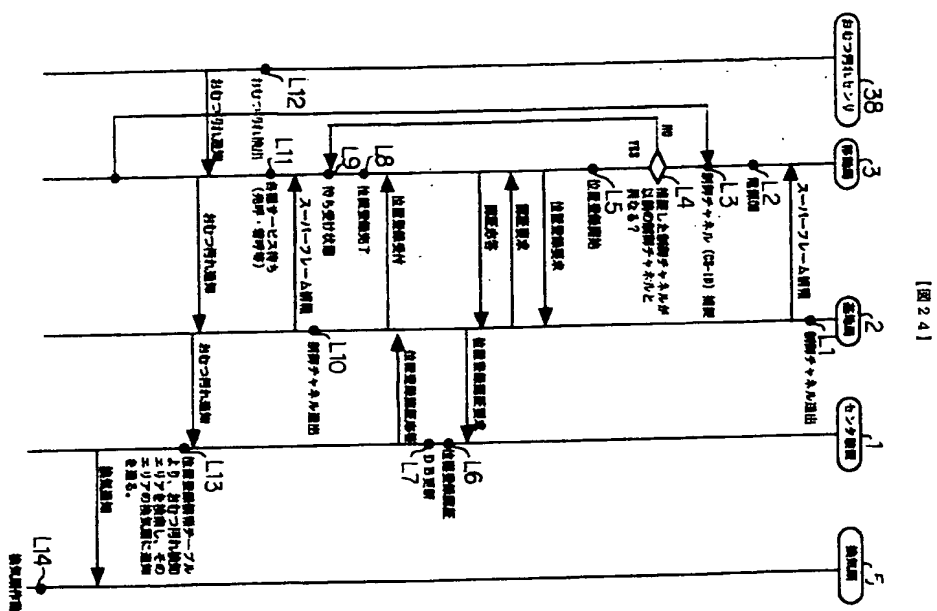 【図24】
おむつ汚れセンサ
38
移動局
3
基地局
2
センタ装置
1
換気扇
5
L1
制御チャネル送出
スーパーフレーム情報
L2
電源ON
L3
制御チャネル (CS-ID) 捕捉
L4
捕捉した制御チャネルが
以前の制御チャネルと
異なる?
NO
YES
L5
位置登録開始
位置登録要求
認証要求
認証応答
位置登録認証要求
L6
位置登録認証
L7
DB更新
位置登録認証応答
位置登録受付
L8
位置登録完了
L9
待ち受け状態
L10
制御チャネル送出
スーパーフレーム情報
L11
各種サービス待ち
(発呼・着呼等)
L12
おむつ汚れ検出
おむつ汚れ通知
おむつ汚れ通知
おむつ汚れ通知
L13
位置登録情報テーブル
より、おむつ汚れ検知
エリアを検索し、その
エリアの換気扇に通知
を送る。
換気通知
L14
換気扇作動